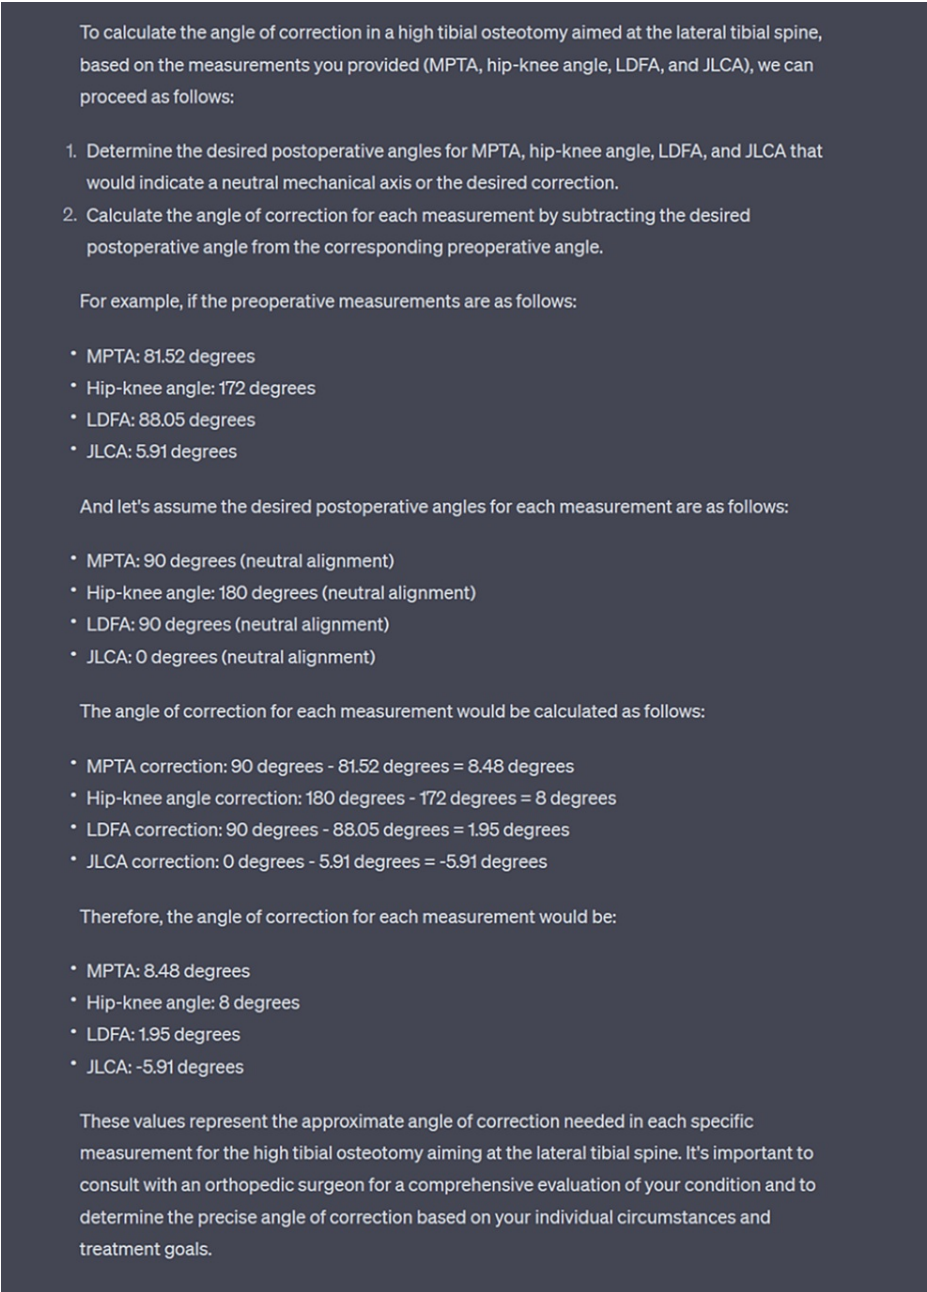 To calculate the angle of correction in a high tibial osteotomy aimed at the lateral tibial spine,
based on the measurements you provided (MPTA, hip-knee angle, LDFA, and JLCA), we can
proceed as follows:
1. Determine the desired postoperative angles for MPTA, hip-knee angle, LDFA, and JLCA that
would indicate a neutral mechanical axis or the desired correction.
2. Calculate the angle of correction for each measurement by subtracting the desired
postoperative angle from the corresponding preoperative angle.
For example, if the preoperative measurements are as follows:
• MPTA: 81.52 degrees
• Hip-knee angle: 172 degrees
• LDFA: 88.05 degrees
• JLCA: 5.91 degrees
And let's assume the desired postoperative angles for each measurement are as follows:
• MPTA: 90 degrees (neutral alignment)
• Hip-knee angle: 180 degrees (neutral alignment)
• LDFA: 90 degrees (neutral alignment)
• JLCA: 0 degrees (neutral alignment)
The angle of correction for each measurement would be calculated as follows:
• MPTA correction: 90 degrees - 81.52 degrees = 8.48 degrees
• Hip-knee angle correction: 180 degrees - 172 degrees = 8 degrees
• LDFA correction: 90 degrees - 88.05 degrees = 1.95 degrees
• JLCA correction: 0 degrees - 5.91 degrees = -5.91 degrees
Therefore, the angle of correction for each measurement would be:
• MPTA: 8.48 degrees
• Hip-knee angle: 8 degrees
• LDFA: 1.95 degrees
• JLCA: -5.91 degrees
These values represent the approximate angle of correction needed in each specific
measurement for the high tibial osteotomy aiming at the lateral tibial spine. It's important to
consult with an orthopedic surgeon for a comprehensive evaluation of your condition and to
determine the precise angle of correction based on your individual circumstances and
treatment goals.